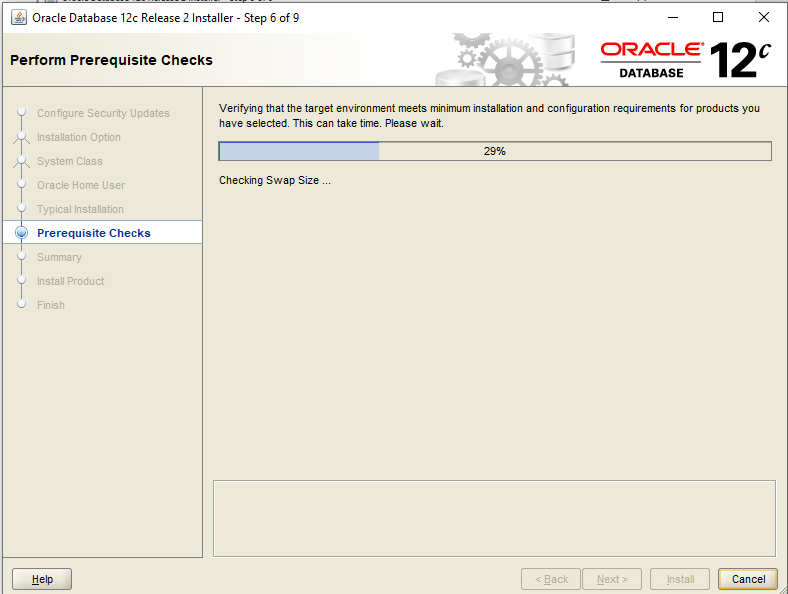 Oracle Database 12c Release 2 Installer - Step 6 of 9
Perform Prerequisite Checks
ORACLE
DATABASE
12c
Configure Security Updates
Installation Option
System Class
Oracle Home User
Typical Installation
Prerequisite Checks
Summary
Install Product
Finish
Verifying that the target environment meets minimum installation and configuration requirements for products you
have selected. This can take time. Please wait.
29%
Checking Swap Size ...
Help
< Back
Next >
Install
Cancel